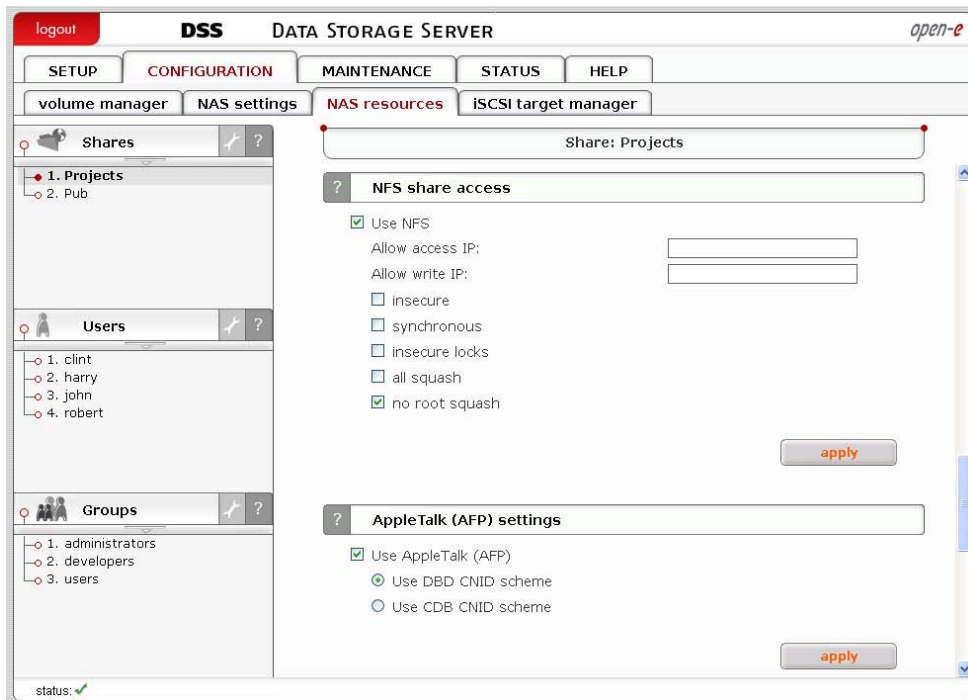 logout
DSS DATA STORAGE SERVER
open-e
SETUP CONFIGURATION MAINTENANCE STATUS HELP
volume manager NAS settings NAS resources iSCSI target manager
Shares ?
1. Projects
2. Pub
Users ?
1. clint
2. harry
3. john
4. robert
Groups ?
1. administrators
2. developers
3. users
Share: Projects
? NFS share access
Use NFS
Allow access IP:
Allow write IP:
insecure
synchronous
insecure locks
all squash
no root squash
apply
? AppleTalk (AFP) settings
Use AppleTalk (AFP)
Use DBD CNID scheme
Use CDB CNID scheme
apply
status: